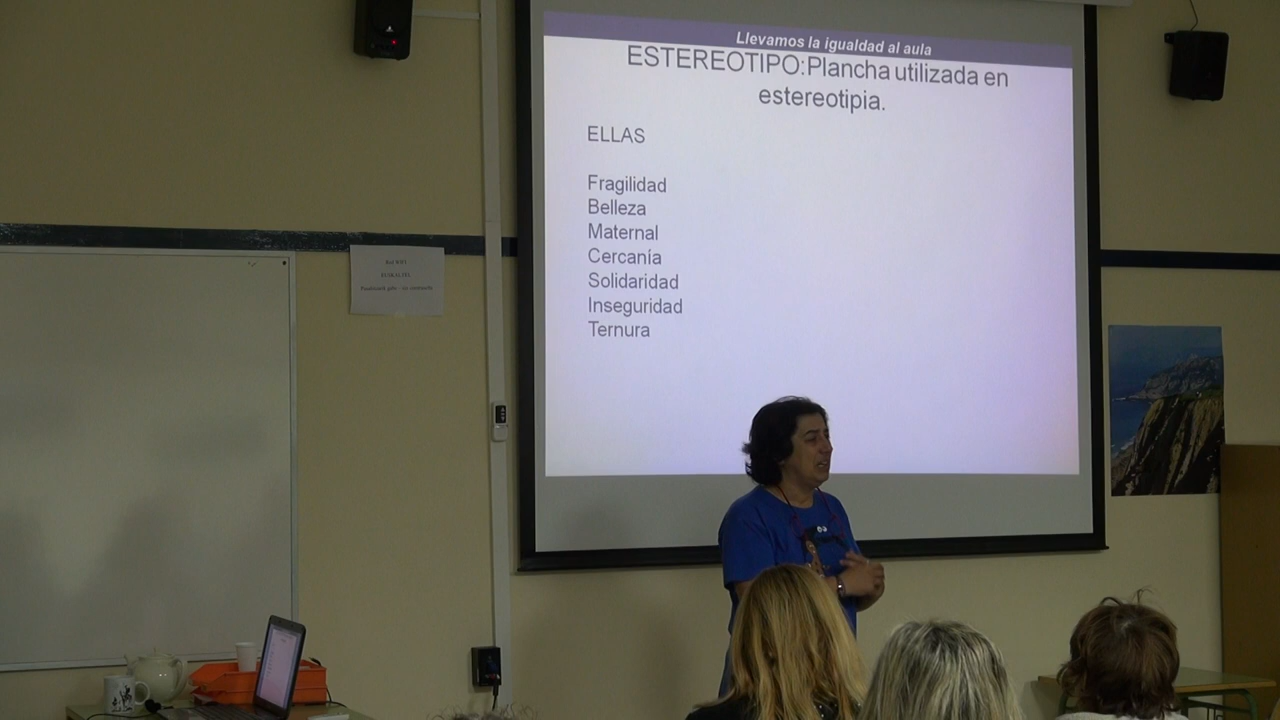 Llevamos la igualdad al aula
ESTEREOTIPO:Plancha utilizada en
estereotipia.
ELLAS
Fragilidad
Belleza
Maternal
Cercanía
Solidaridad
Inseguridad
Ternura